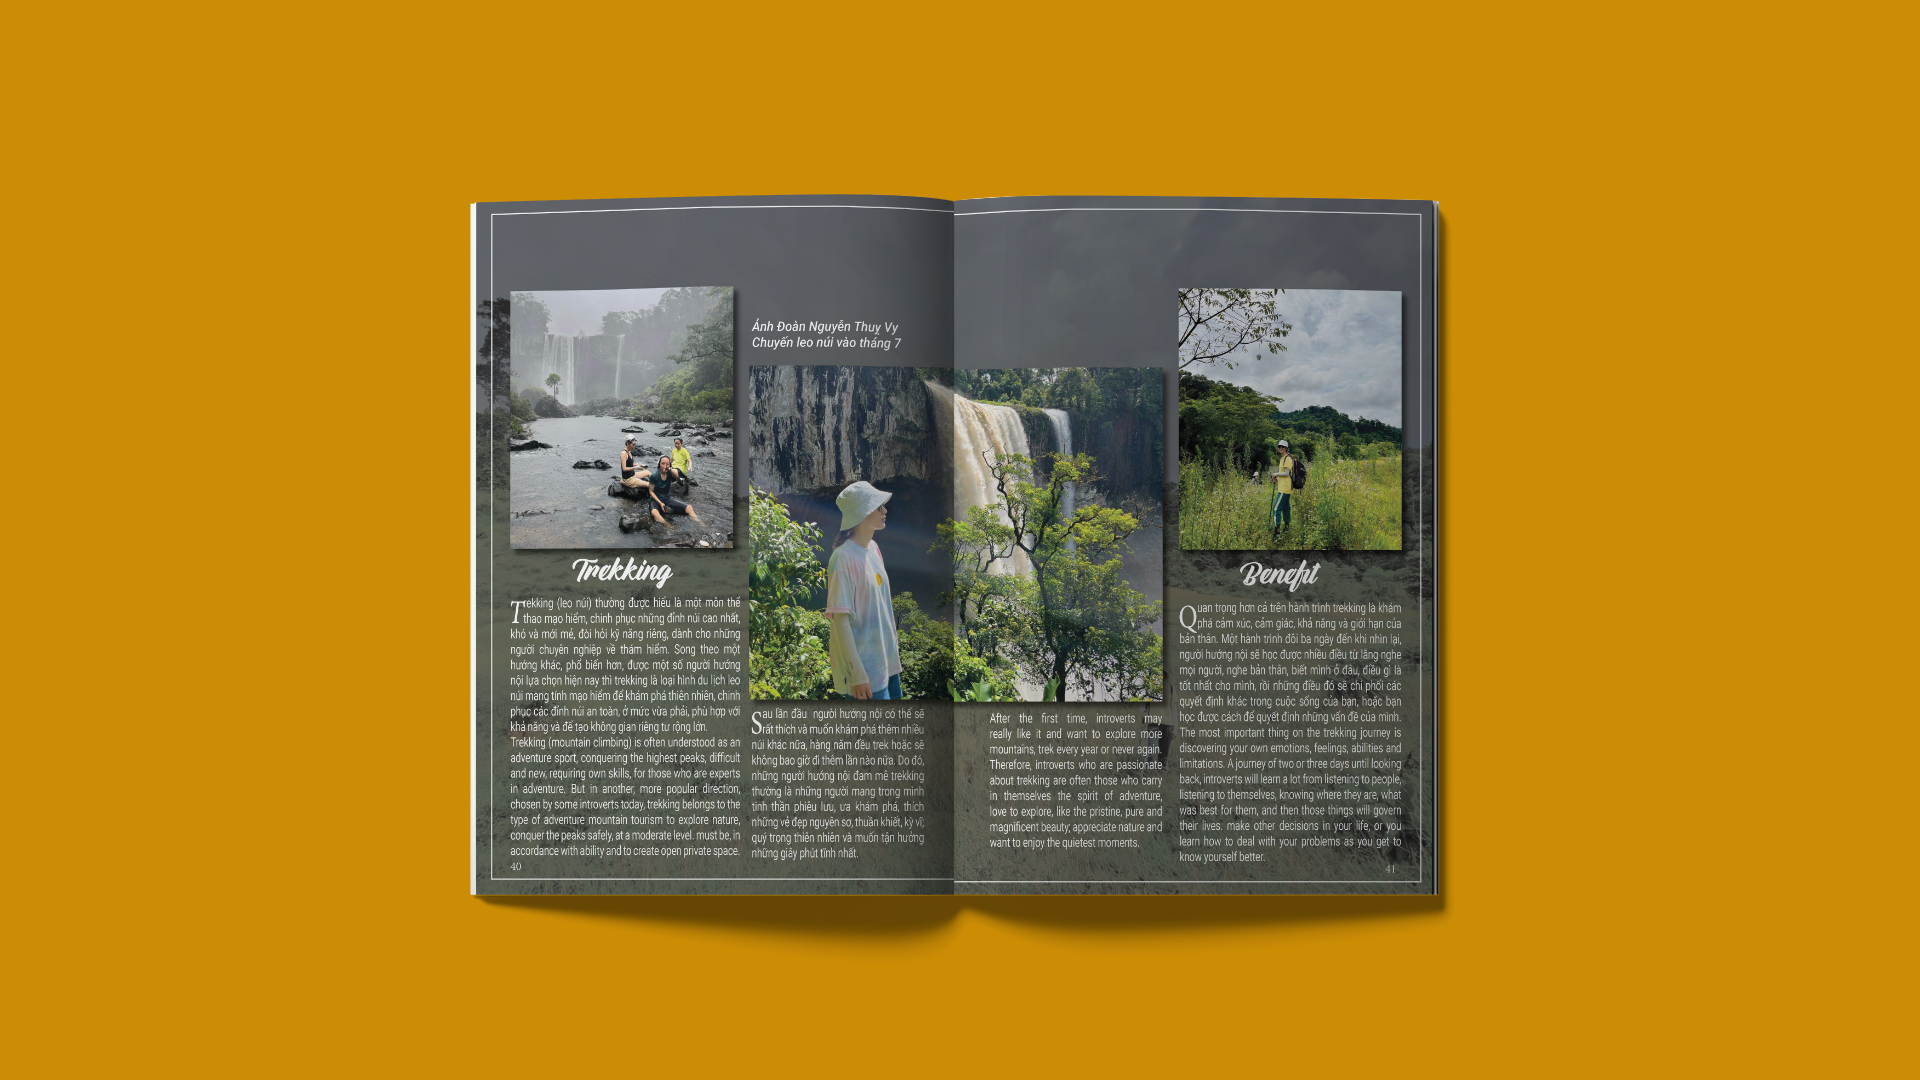 Ảnh Đoàn Nguyễn Thuỵ Vy
Chuyến leo núi vào tháng 7
Trekking
Trekking (leo núi) thường được hiểu là một môn thể
thao mạo hiểm, chinh phục những đỉnh núi cao nhất,
khó và mới mẻ, đòi hỏi kỹ năng riêng, dành cho những
người chuyên nghiệp về thám hiểm. Song theo một
hướng khác, phổ biến hơn, được một số người hướng
nội lựa chọn hiện nay thì trekking là loại hình du lịch leo
núi mang tính mạo hiểm để khám phá thiên nhiên, chinh
phục các đỉnh núi an toàn, ở mức vừa phải, phù hợp với
khả năng và để tạo không gian riêng tư rộng lớn.
Trekking (mountain climbing) is often understood as an
adventure sport, conquering the highest peaks, difficult
and new, requiring own skills, for those who are experts
in adventure. But in another, more popular direction,
chosen by some introverts today, trekking belongs to the
type of adventure mountain tourism to explore nature,
conquer the peaks safely, at a moderate level. must be, in
accordance with ability and to create open private space.
40
Sau lần đầu người hướng nội có thể sẽ
rất thích và muốn khám phá thêm nhiều
núi khác nữa, hàng năm đều trek hoặc sẽ
không bao giờ đi thêm lần nào nữa. Do đó,
những người hướng nội đam mê trekking
thường là những người mang trong mình
tinh thần phiêu lưu, ưa khám phá, thích
những vẻ đẹp nguyên sơ, thuần khiết, kỳ vĩ;
quý trọng thiên nhiên và muốn tận hưởng
những giây phút tĩnh nhất.
After the first time, introverts may
really like it and want to explore more
mountains, trek every year or never again.
Therefore, introverts who are passionate
about trekking are often those who carry
in themselves the spirit of adventure,
love to explore, like the pristine, pure and
magnificent beauty; appreciate nature and
want to enjoy the quietest moments.
Benefit
Quan trọng hơn cả trên hành trình trekking là khám
phá cảm xúc, cảm giác, khả năng và giới hạn của
bản thân. Một hành trình đôi ba ngày đến khi nhìn lại,
người hướng nội sẽ học được nhiều điều từ lắng nghe
mọi người, nghe bản thân, biết mình ở đâu, điều gì là
tốt nhất cho mình, rồi những điều đó sẽ chi phối các
quyết định khác trong cuộc sống của bạn, hoặc bạn
học được cách để quyết định những vấn đề của mình.
The most important thing on the trekking journey is
discovering your own emotions, feelings, abilities and
limitations. A journey of two or three days until looking
back, introverts will learn a lot from listening to people,
listening to themselves, knowing where they are, what
was best for them, and then those things will govern
their lives. make other decisions in your life, or you
learn how to deal with your problems as you get to
know yourself better.
41